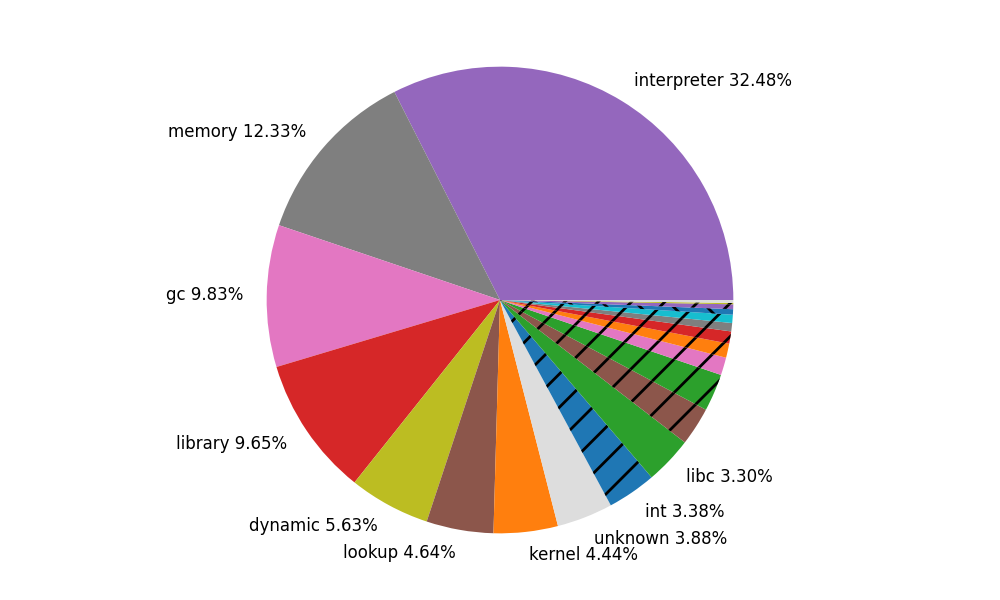 interpreter 32.48%
memory 12.33%
gc 9.83%
library 9.65%
dynamic 5.63%
lookup 4.64%
kernel 4.44%
unknown 3.88%
int 3.38%
libc 3.30%